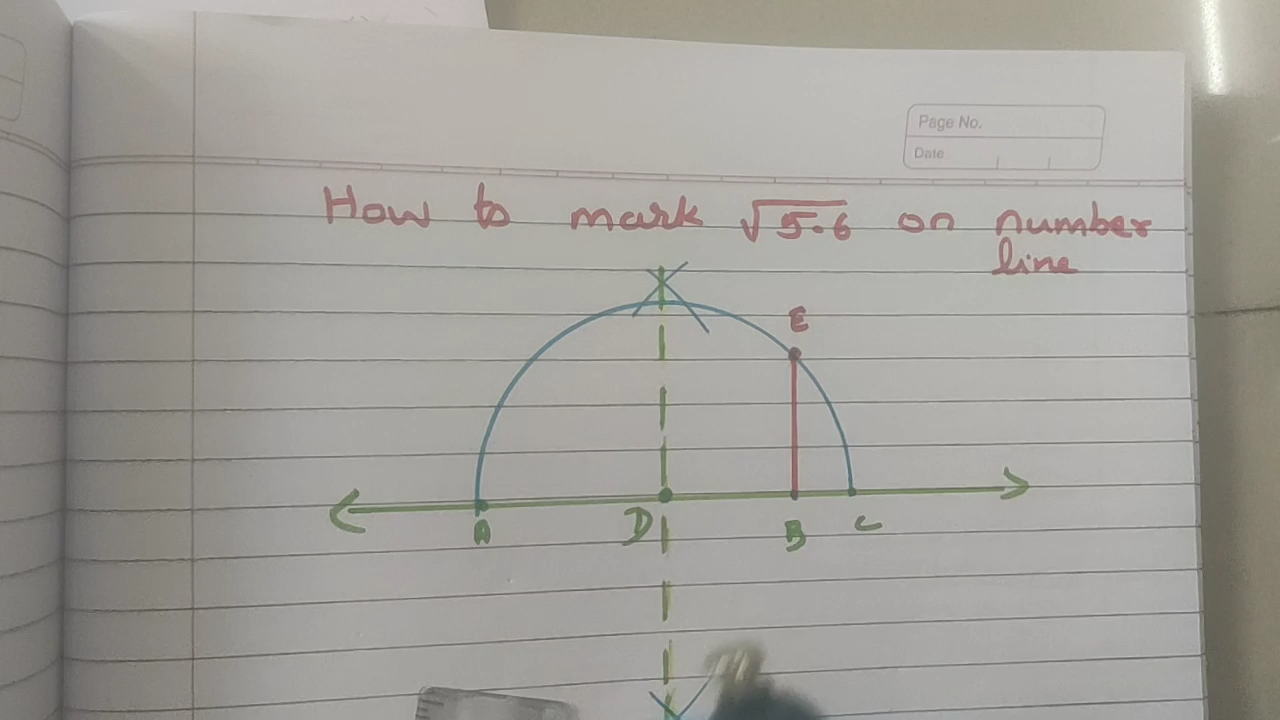 Page No.
Date
How to mark √5.6 on number
line
E
A D B C